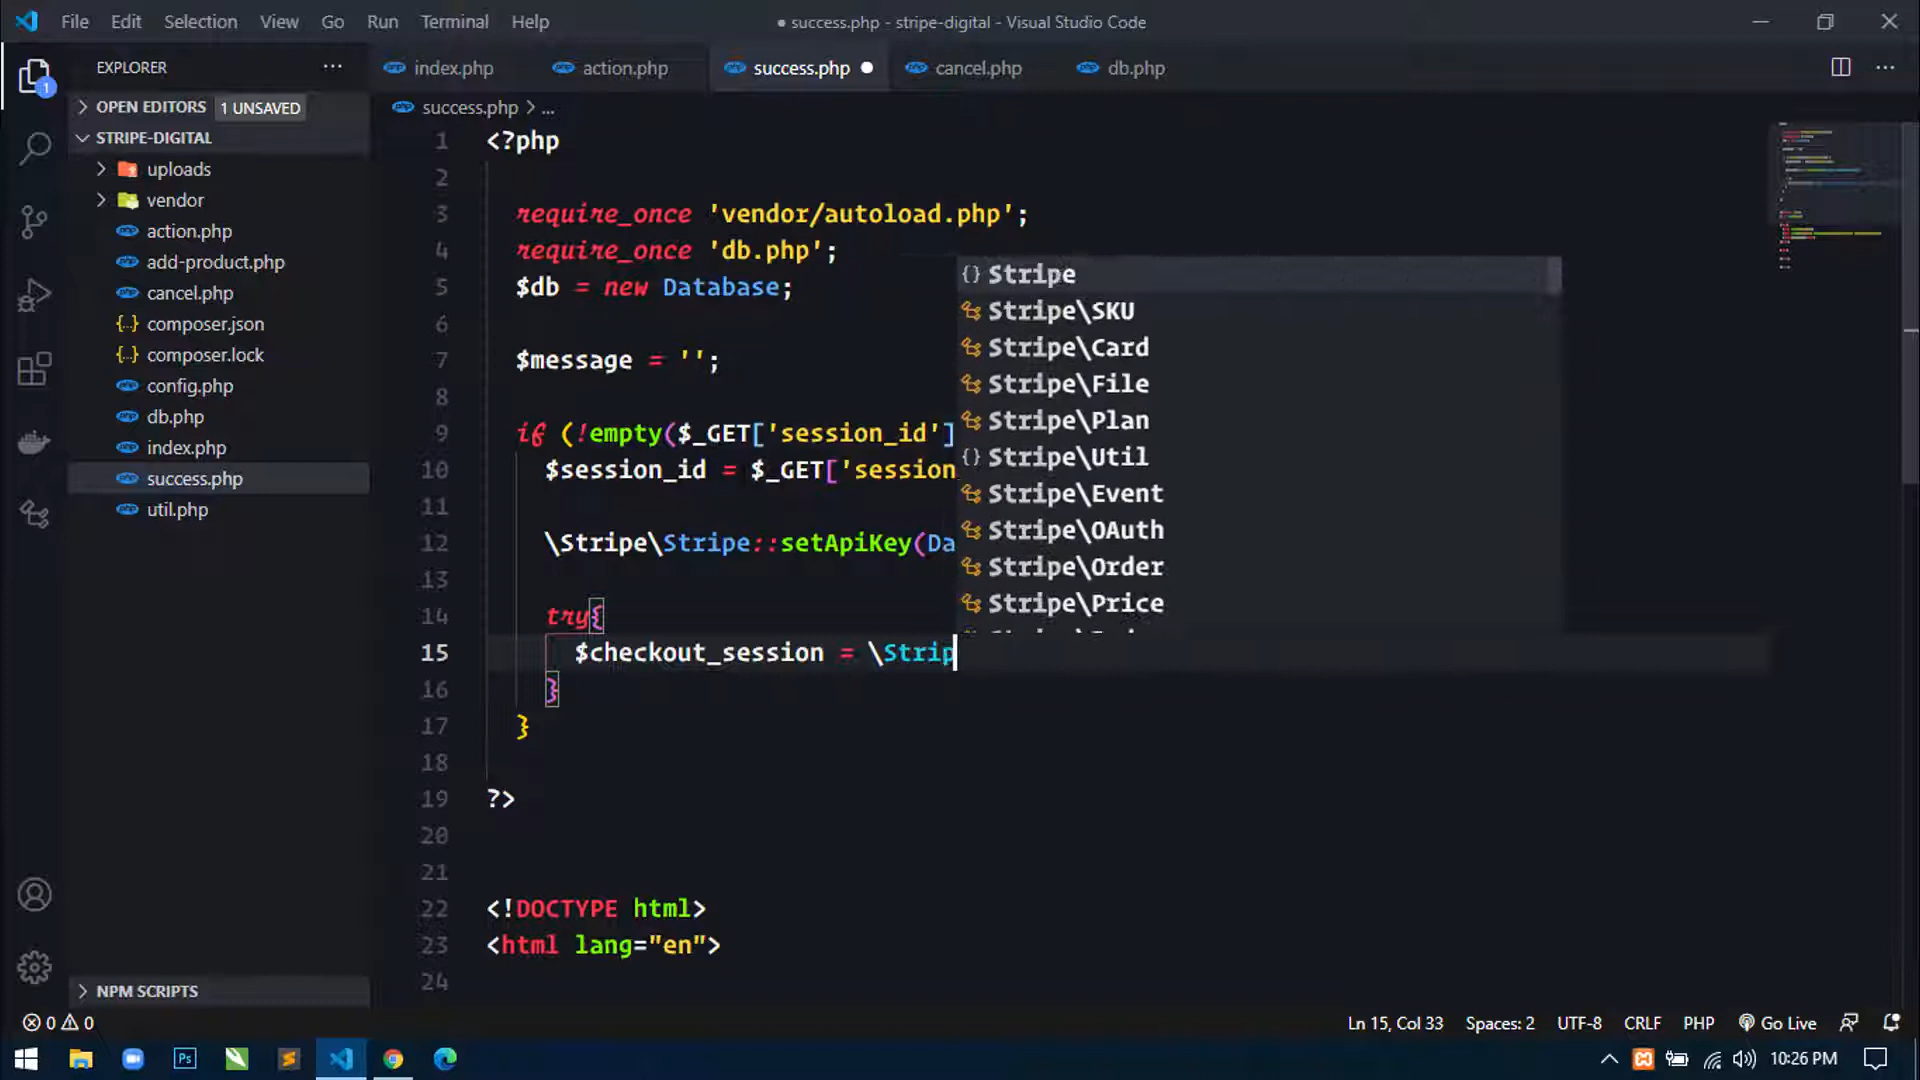 File Edit Selection View Go Run Terminal Help
● success.php - stripe-digital - Visual Studio Code
EXPLORER
index.php
action.php
success.php
cancel.php
db.php
OPEN EDITORS 1 UNSAVED
STRIPE-DIGITAL
uploads
vendor
action.php
add-product.php
cancel.php
composer.json
composer.lock
config.php
db.php
index.php
success.php
util.php
NPM SCRIPTS
success.php > ...
1 <?php
2
3 require_once 'vendor/autoload.php';
4 require_once 'db.php';
5 $db = new Database;
6
7 $message = '';
8
9 if (!empty($_GET['session_id']
10 $session_id = $_GET['session
11
12 \Stripe\Stripe::setApiKey(Da
13
14 try{
15 $checkout_session = \Strip
16 }
17 }
18
19 ?>
20
21
22 <!DOCTYPE html>
23 <html lang="en">
24
Stripe
Stripe\SKU
Stripe\Card
Stripe\File
Stripe\Plan
Stripe\Util
Stripe\Event
Stripe\OAuth
Stripe\Order
Stripe\Price
0 0
Ln 15, Col 33 Spaces: 2 UTF-8 CRLF PHP Go Live
10:26 PM